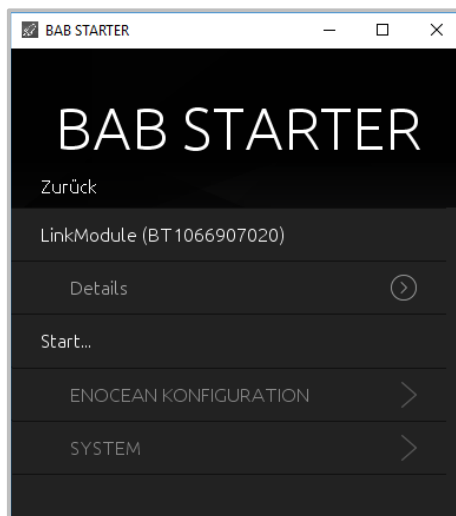 BAB STARTER
BAB STARTER
Zurück
LinkModule (BT1066907020)
Details
Start...
ENOCEAN KONFIGURATION
SYSTEM